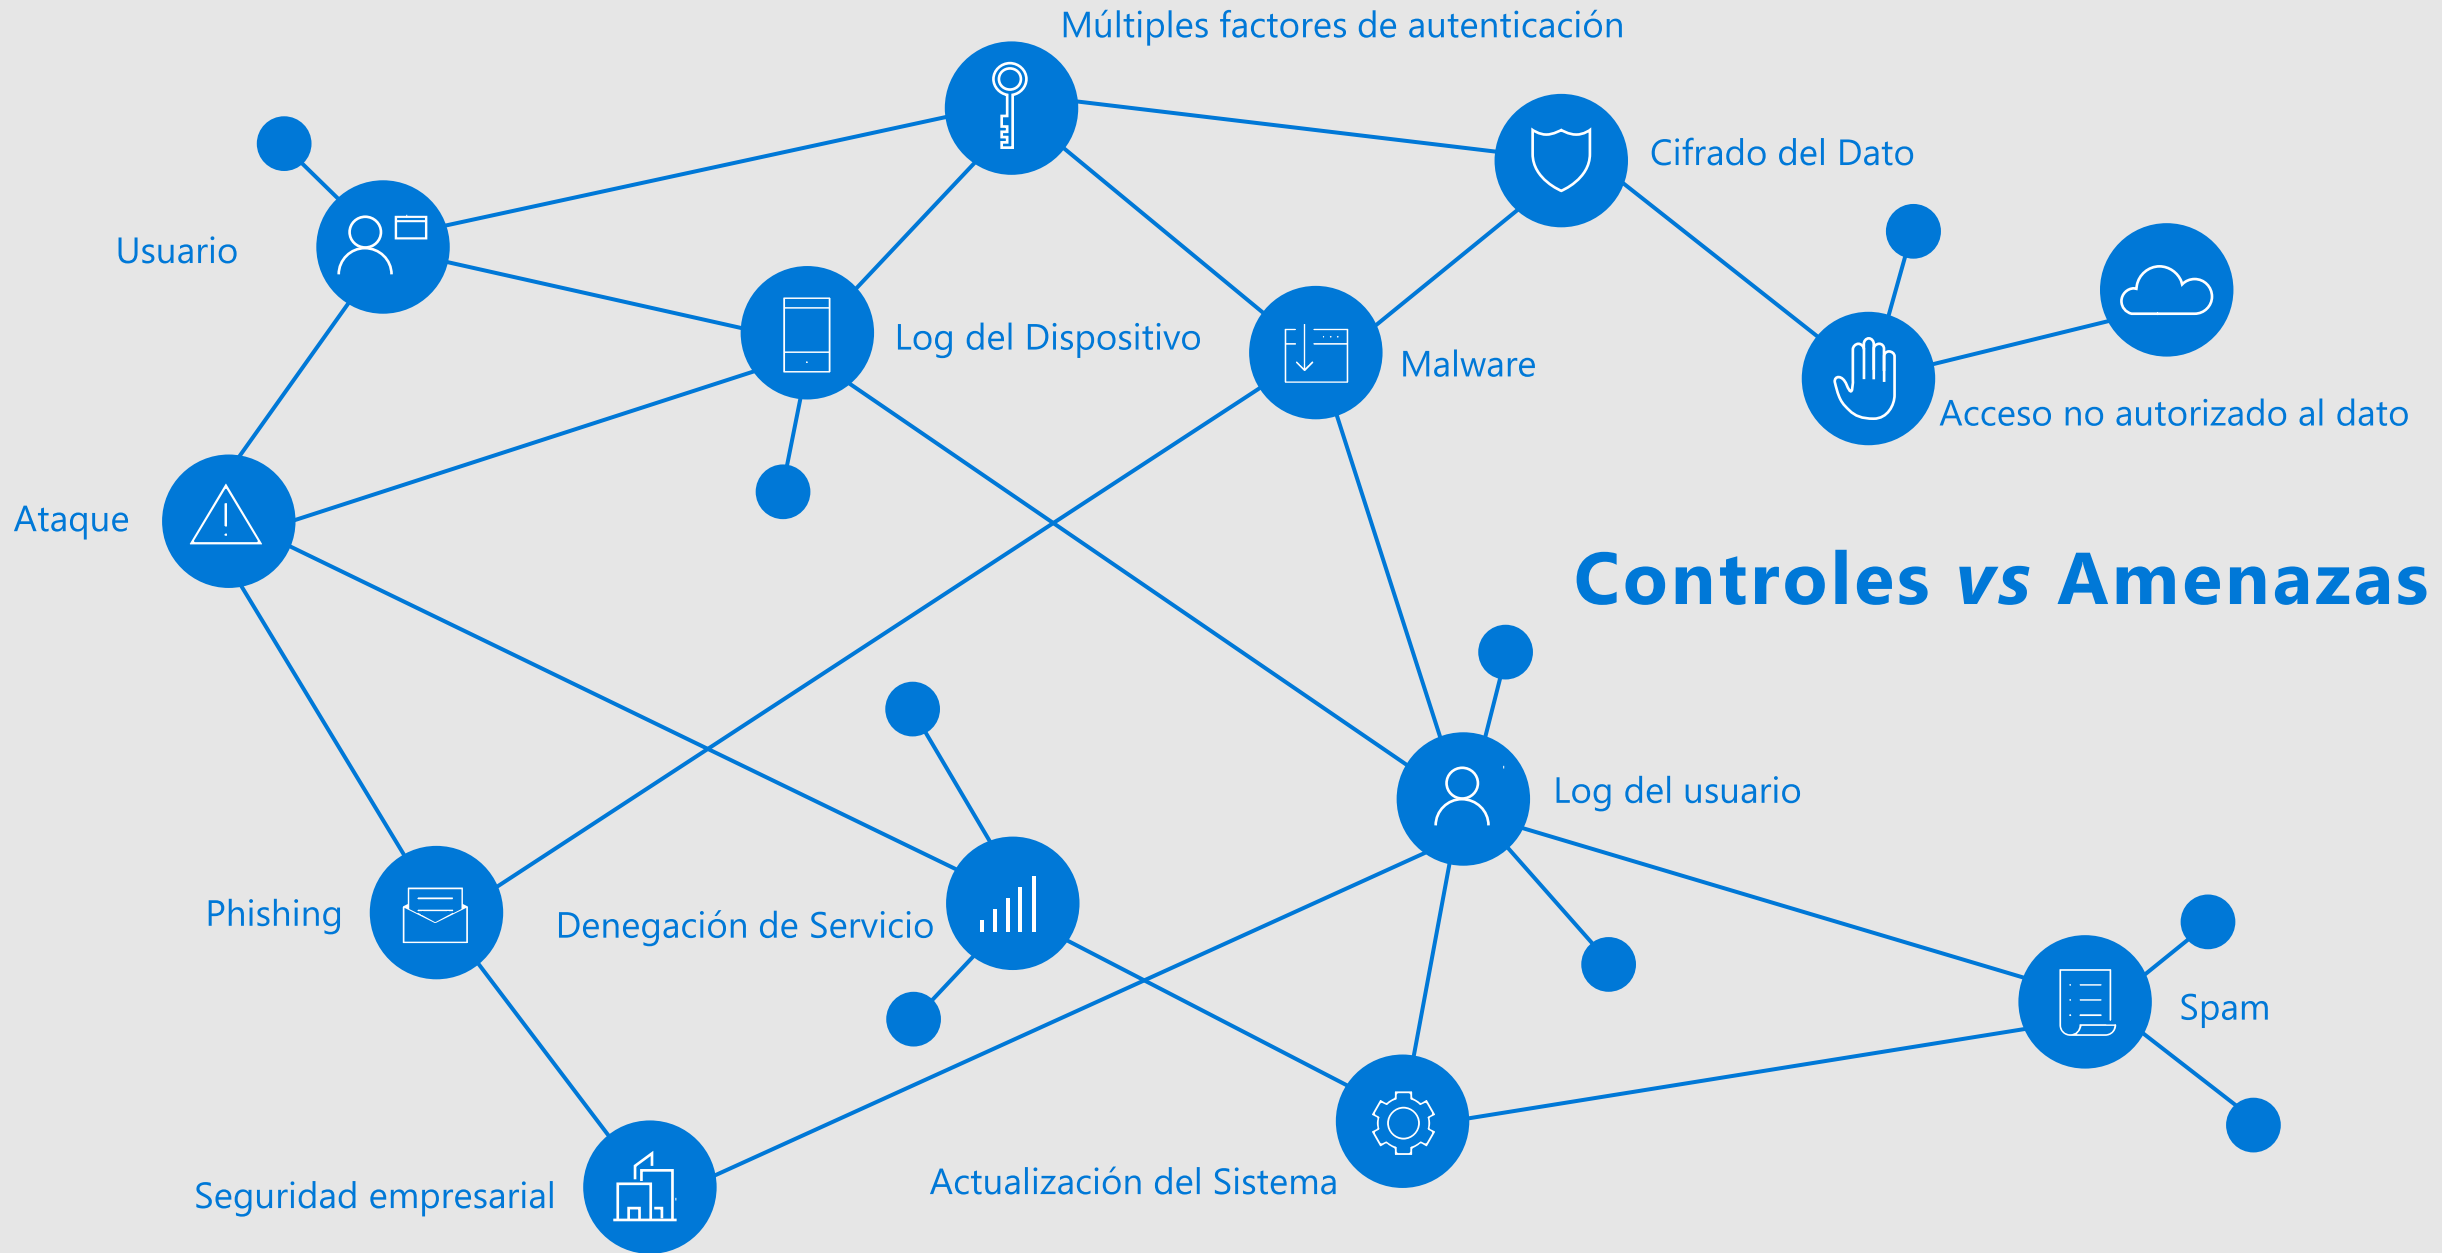 Múltiples factores de autenticación
Cifrado del Dato
Usuario
Log del Dispositivo
Malware
Acceso no autorizado al dato
Ataque
Controles vs Amenazas
Log del usuario
Phishing
Denegación de Servicio
Spam
Actualización del Sistema
Seguridad empresarial